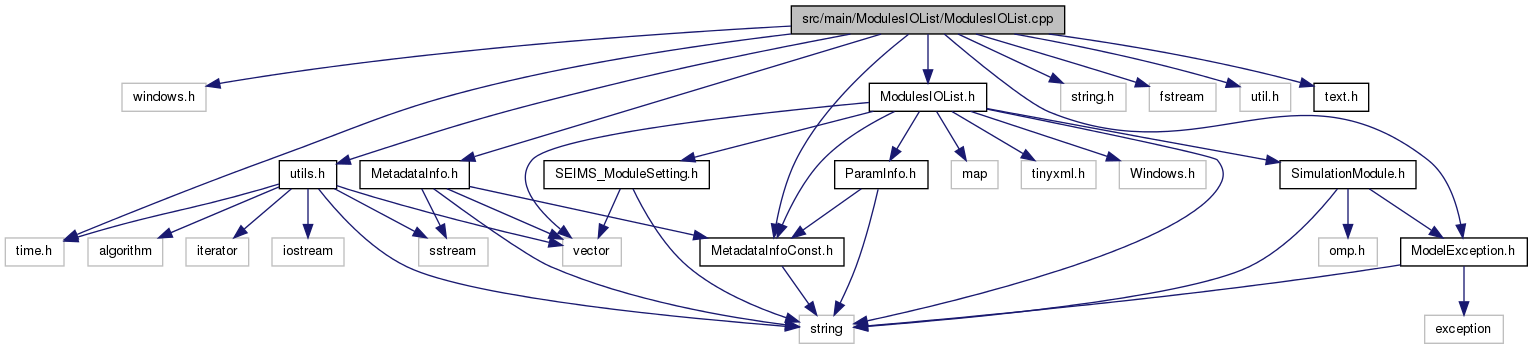 src/main/ModulesIOList/ModulesIOList.cpp
windows.h
ModulesIOList.h
string.h
fstream
util.h
text.h
utils.h
MetadataInfo.h
SEIMS_ModuleSetting.h
ParamInfo.h
map
tinyxml.h
Windows.h
SimulationModule.h
time.h
algorithm
iterator
iostream
sstream
vector
MetadataInfoConst.h
omp.h
ModelException.h
string
exception